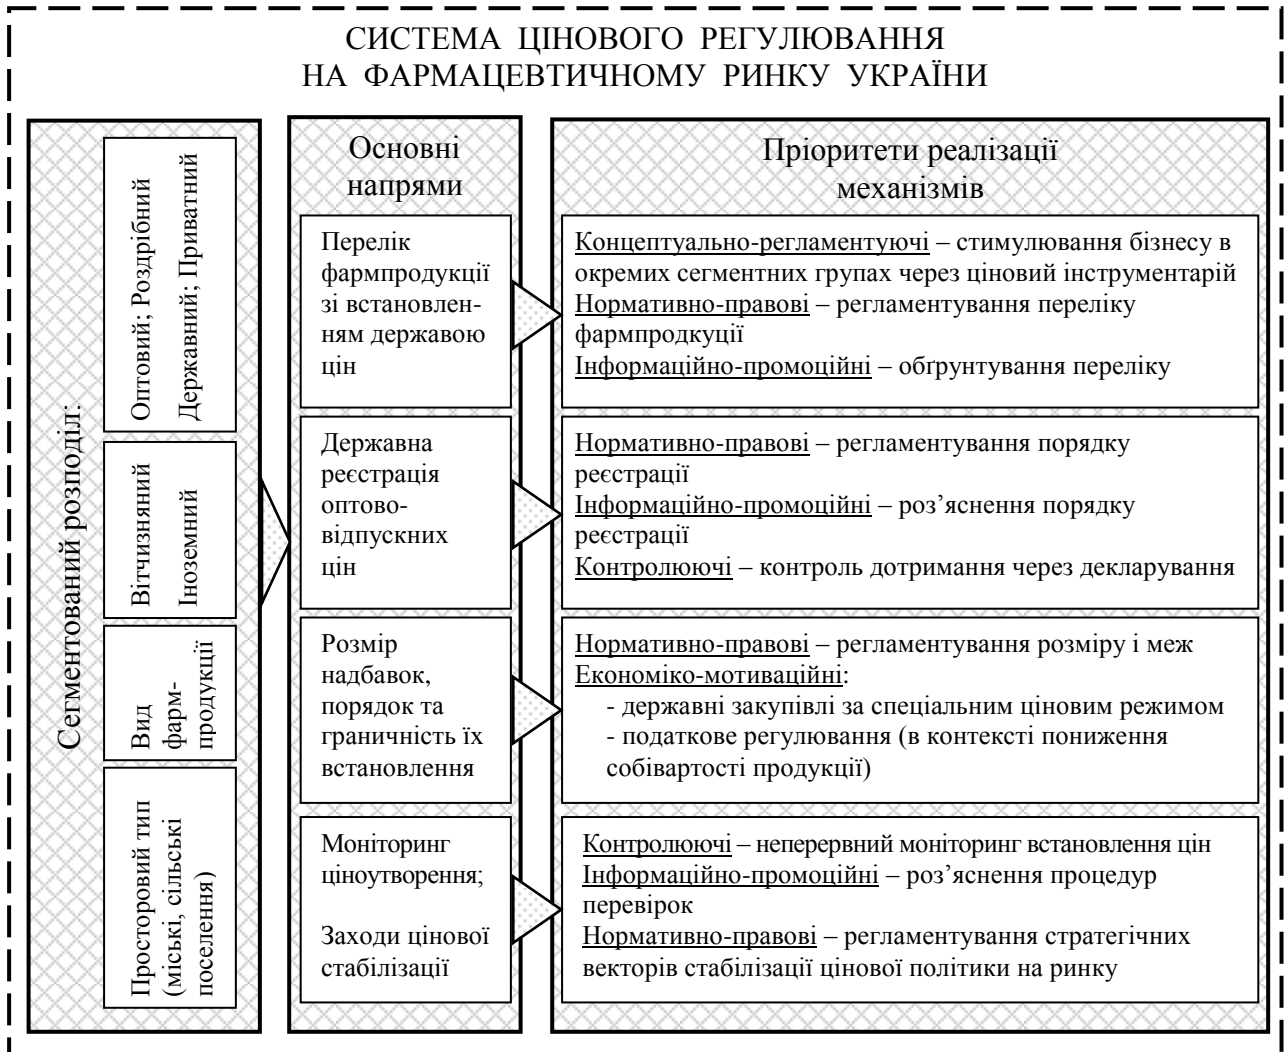 СИСТЕМА ЦІНОВОГО РЕГУЛЮВАННЯ
НА ФАРМАЦЕВТИЧНОМУ РИНКУ УКРАЇНИ
Сегментований розподіл:
Оптовий; Роздрібний
Державний; Приватний
Вітчизняний
Іноземний
Вид
фарм-
продукції
Просторовий тип
(міські, сільські
поселення)
Основні
напрями
Перелік
фармпродукції
зі встановлен-
ням державою
цін
Державна
реєстрація
оптово-
відпускних
цін
Розмір
надбавок,
порядок та
граничність їх
встановлення
Моніторинг
ціноутворення;
Заходи цінової
стабілізації
Пріоритети реалізації
механізмів
Концептуально-регламентуючі – стимулювання бізнесу в
окремих сегментних групах через ціновий інструментарій
Нормативно-правові – регламентування переліку
фармпродкуції
Інформаційно-промоційні – обґрунтування переліку
Нормативно-правові – регламентування порядку
реєстрації
Інформаційно-промоційні – роз’яснення порядку
реєстрації
Контролюючі – контроль дотримання через декларування
Нормативно-правові – регламентування розміру і меж
Економіко-мотиваційні:
- державні закупівлі за спеціальним ціновим режимом
- податкове регулювання (в контексті пониження
собівартості продукції)
Контролюючі – неперервний моніторинг встановлення цін
Інформаційно-промоційні – роз’яснення процедур
перевірок
Нормативно-правові – регламентування стратегічних
векторів стабілізації цінової політики на ринку